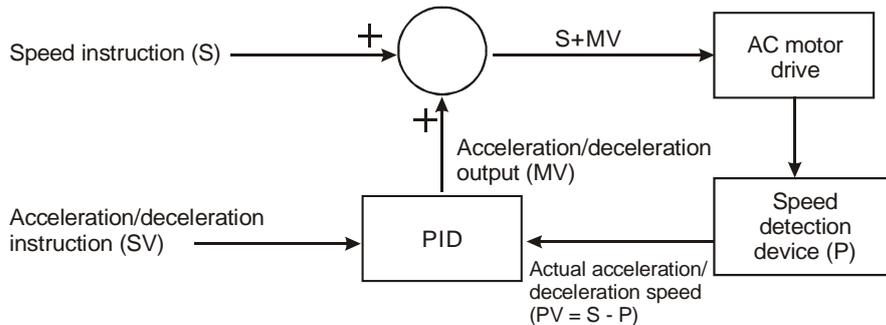 +
S+MV
AC motor
drive
Speed instruction (S)
+
Acceleration/deceleration
output (MV)
Speed
detection
device (P)
Acceleration/deceleration
instruction (SV)
PID
Actual acceleration/
deceleration speed
(PV = S - P)